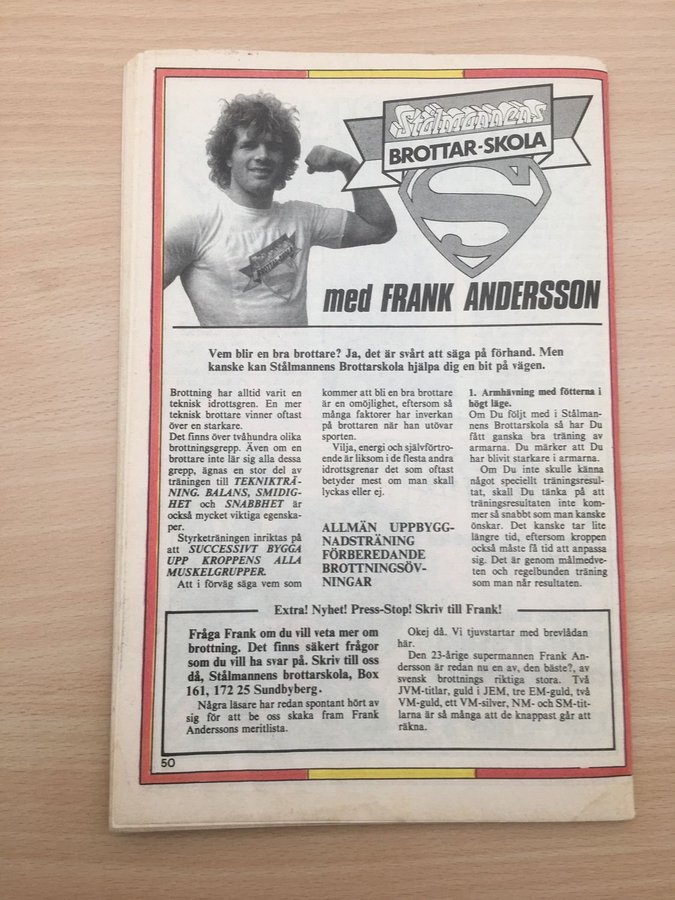 Stålmannens
BROTTAR-SKOLA
S
BROTTAR-SKOLA
med FRANK ANDERSSON
Vem blir en bra brottare? Ja, det är svårt att säga på förhand. Men
kanske kan Stålmannens Brottarskola hjälpa dig en bit på vägen.
Brottning har alltid varit en
teknisk idrottsgren. En mer
teknisk brottare vinner oftast
över en starkare.
Det finns över tvåhundra olika
brottningsgrepp. Även om en
brottare inte lär sig alla dessa
grepp, ägnas en stor del av
träningen till TEKNIKTRÄ-
NING. BALANS, SMIDIG-
HET och SNABBHET är
också mycket viktiga egenska-
per.
Styrketräningen inriktas på
att SUCCESSIVT BYGGA
UPP KROPPENS ALLA
MUSKELGRUPPER.
Att i förväg säga vem som
kommer att bli en bra brottare
är en omöjlighet, eftersom så
många faktorer har inverkan
på brottaren när han utövar
sporten.
Vilja, energi och självförtro-
ende är liksom i de flesta andra
idrottsgrenar det som oftast
betyder mest om man skall
lyckas eller ej.
ALLMÄN UPPBYGG-
NADSTRÄNING
FÖRBEREDANDE
BROTTNINGSÖV-
NINGAR
1. Armhävning med fötterna i
högt läge.
Om Du följt med i Stålman-
nens Brottarskola så har Du
fått ganska bra träning av
armarna. Du märker att Du
har blivit starkare i armarna.
Om Du inte skulle känna
något speciellt träningsresul-
tat, skall Du tänka på att
träningsresultaten inte kom-
mer så snabbt som man kanske
önskar. Det kanske tar lite
längre tid, eftersom kroppen
också måste få tid att anpassa
sig. Det är genom målmedve-
ten och regelbunden träning
som man når resultaten.
Extra! Nyhet! Press-Stop! Skriv till Frank!
Fråga Frank om du vill veta mer om
brottning. Det finns säkert frågor
som du vill ha svar på. Skriv till oss
då, Stålmannens brottarskola, Box
161, 172 25 Sundbyberg.
Några läsare har redan spontant hört av
sig för att be oss skaka fram Frank
Anderssons meritlista.
Okej då. Vi tjuvstartar med brevlådan
här.
Den 23-årige supermannen Frank An-
dersson är redan nu en av, den bäste?, av
svensk brottnings riktiga stora. Två
JVM-titlar, guld i JEM, tre EM-guld, två
VM-guld, ett VM-silver, NM- och SM-tit-
larna är så många att de knappast går att
räkna.
50